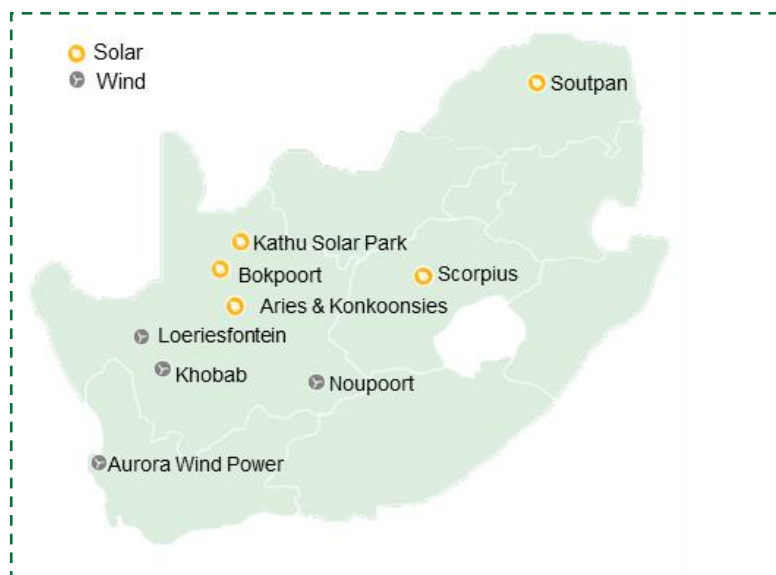 Solar
Wind
Soutpan
Kathu Solar Park
Bokpoort
Scorpius
Aries & Konkoonsies
Loeriesfontein
Khobab
Noupoort
Aurora Wind Power